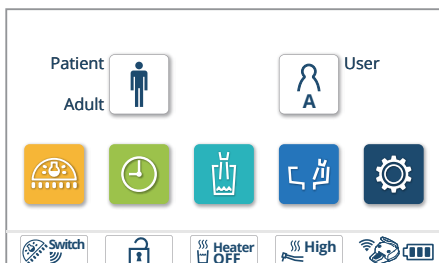 Patient
User
Adult
A
Switch
Heater
OFF
High